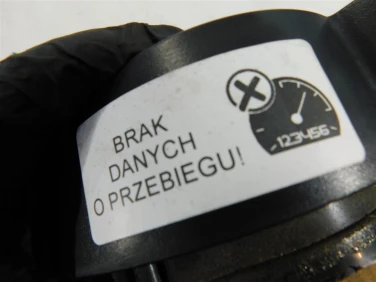 BRAK
DANYCH
O PRZEBIEGU!
123456